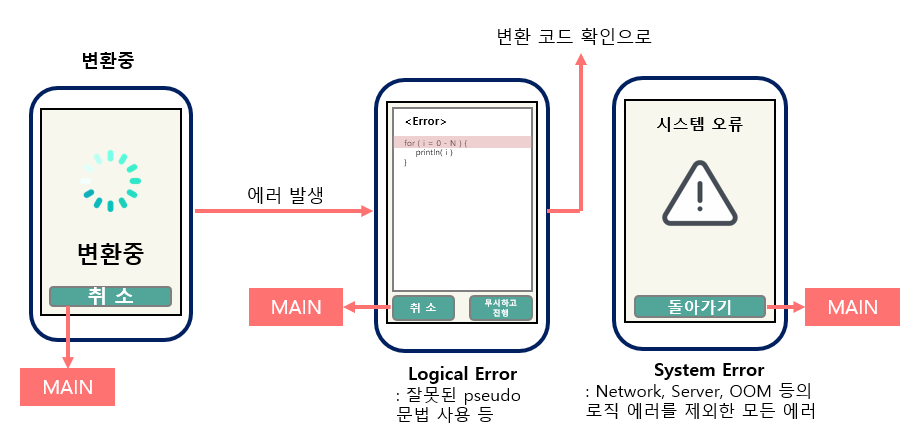 변환중
변환중
취 소
MAIN
에러 발생
변환 코드 확인으로
<Error>
for ( i = 0 - N ) {
println( i )
}
취 소
무시하고
진행
MAIN
Logical Error
: 잘못된 pseudo
문법 사용 등
시스템 오류
돌아가기
MAIN
System Error
: Network, Server, OOM 등의
로직 에러를 제외한 모든 에러